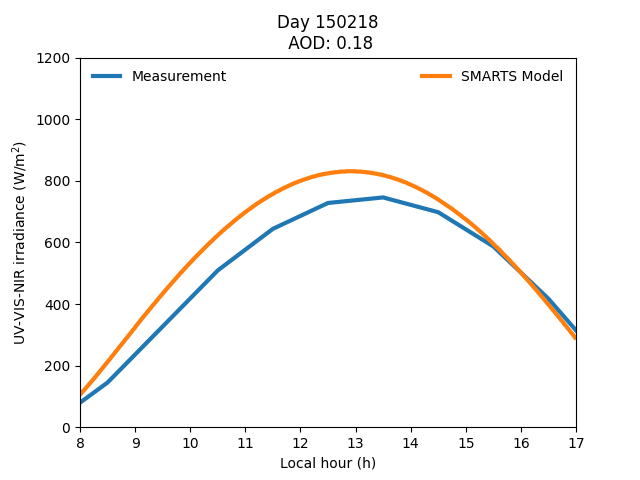 Day 150218
AOD: 0.18
Measurement
SMARTS Model
UV-VIS-NIR irradiance (W/m²)
1200
1000
800
600
400
200
0
8 9 10 11 12 13 14 15 16 17
Local hour (h)